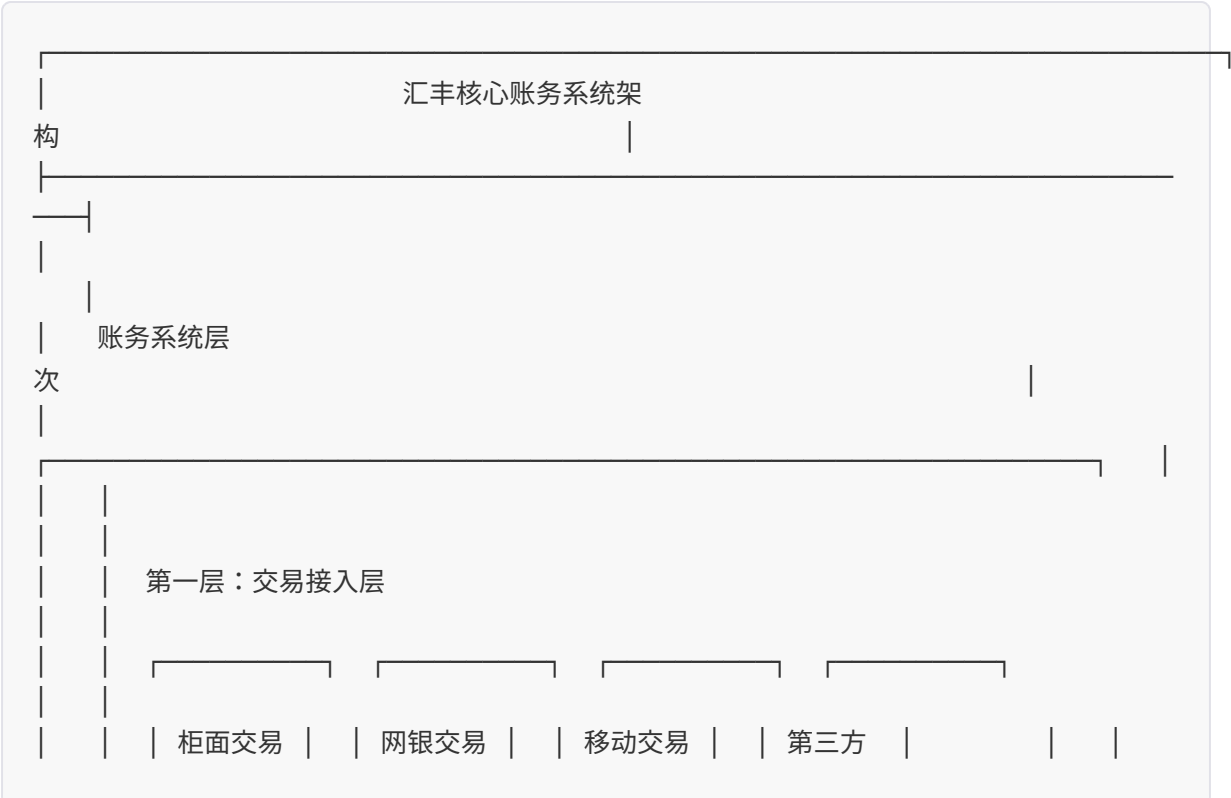 汇丰核心账务系统架
构
账务系统层
次
第一层：交易接入层
柜面交易 网银交易 移动交易 第三方